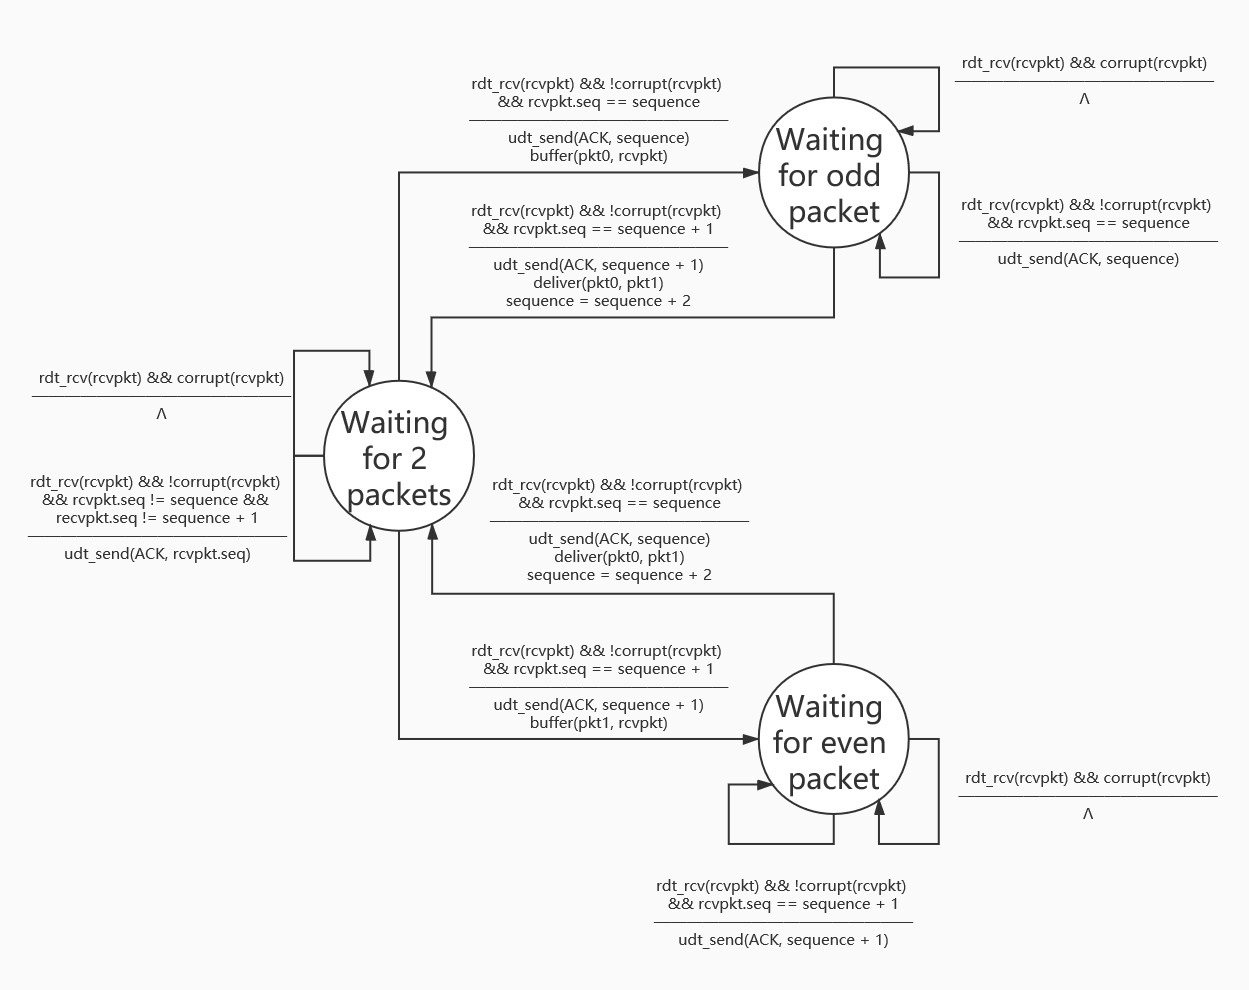 rdt_rcv(rcvpkt) && corrupt(rcvpkt)
Λ
rdt_rcv(rcvpkt) && !corrupt(rcvpkt)
&& rcvpkt.seq == sequence
udt_send(ACK, sequence)
buffer(pkt0, rcvpkt)
Waiting
for odd
packet
rdt_rcv(rcvpkt) && !corrupt(rcvpkt)
&& rcvpkt.seq == sequence
udt_send(ACK, sequence)
rdt_rcv(rcvpkt) && !corrupt(rcvpkt)
&& rcvpkt.seq == sequence + 1
udt_send(ACK, sequence + 1)
deliver(pkt0, pkt1)
sequence = sequence + 2
rdt_rcv(rcvpkt) && corrupt(rcvpkt)
Λ
Waiting
for 2
packets
rdt_rcv(rcvpkt) && !corrupt(rcvpkt)
&& rcvpkt.seq != sequence &&
recvpkt.seq != sequence + 1
udt_send(ACK, rcvpkt.seq)
rdt_rcv(rcvpkt) && !corrupt(rcvpkt)
&& rcvpkt.seq == sequence
udt_send(ACK, sequence)
deliver(pkt0, pkt1)
sequence = sequence + 2
rdt_rcv(rcvpkt) && !corrupt(rcvpkt)
&& rcvpkt.seq == sequence + 1
udt_send(ACK, sequence + 1)
buffer(pkt1, rcvpkt)
Waiting
for even
packet
rdt_rcv(rcvpkt) && corrupt(rcvpkt)
Λ
rdt_rcv(rcvpkt) && !corrupt(rcvpkt)
&& rcvpkt.seq == sequence + 1
udt_send(ACK, sequence + 1)